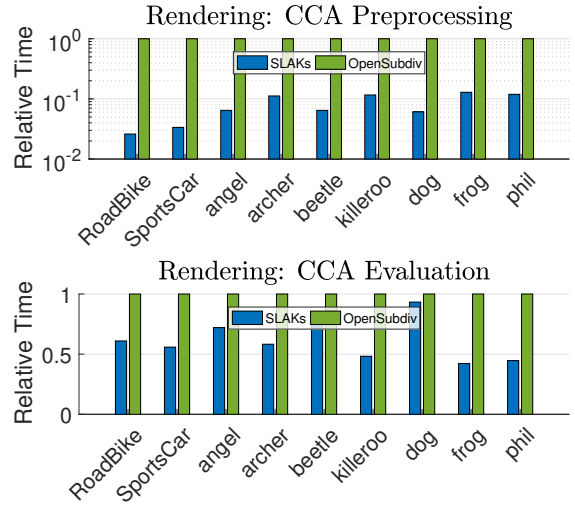 Rendering: CCA Preprocessing
Relative Time
10^0
10^-1
10^-2
SLAKs OpenSubdiv
RoadBike SportsCar angel archer beetle killeroo dog frog phil
Rendering: CCA Evaluation
Relative Time
1
0.5
0
SLAKs OpenSubdiv
RoadBike SportsCar angel archer beetle killeroo dog frog phil